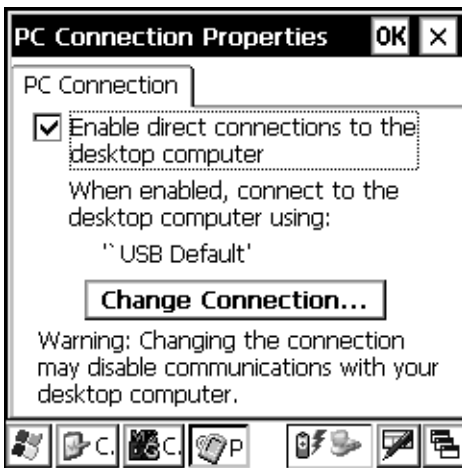 PC Connection Properties OK ×
PC Connection
Enable direct connections to the
desktop computer
When enabled, connect to the
desktop computer using:
'` USB Default'
Change Connection...
Warning: Changing the connection
may disable communications with your
desktop computer.
C. C. P